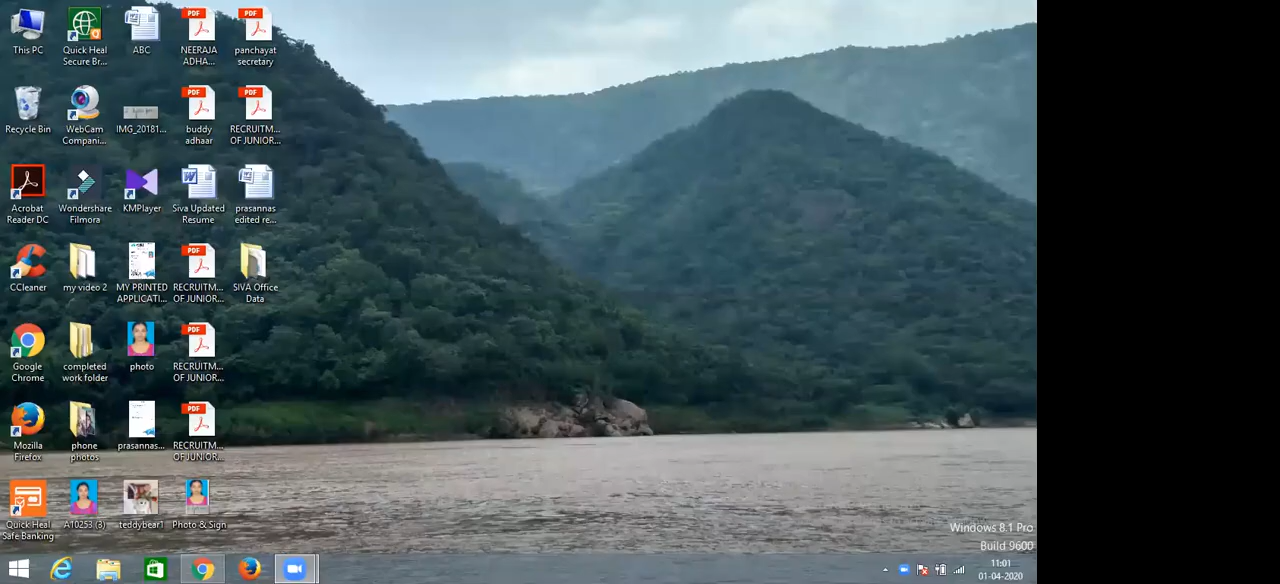 This PC
Quick Heal
Secure Br...
ABC
NEERAJA
ADHA...
panchayat
secretary
Recycle Bin
WebCam
Compani...
IMG_20181...
buddy
adhaar
RECRUITM...
OF JUNIOR...
Acrobat
Reader DC
Wondershare
Filmora
KMPlayer
Siva Updated
Resume
prasannas
edited re...
CCleaner
my video 2
MY PRINTED
APPLICATI...
RECRUITM...
OF JUNIOR...
SIVA Office
Data
Google
Chrome
completed
work folder
photo
RECRUITM...
OF JUNIOR...
Mozilla
Firefox
phone
photos
prasannas...
RECRUITM...
OF JUNIOR...
Quick Heal
Safe Banking
A10253 (3)
.teddybear1
Photo & Sign
PDF
PDF
PDF
PDF
PDF
PDF
PDF
Windows 8.1 Pro
Build 9600
11:01
01-04-2020